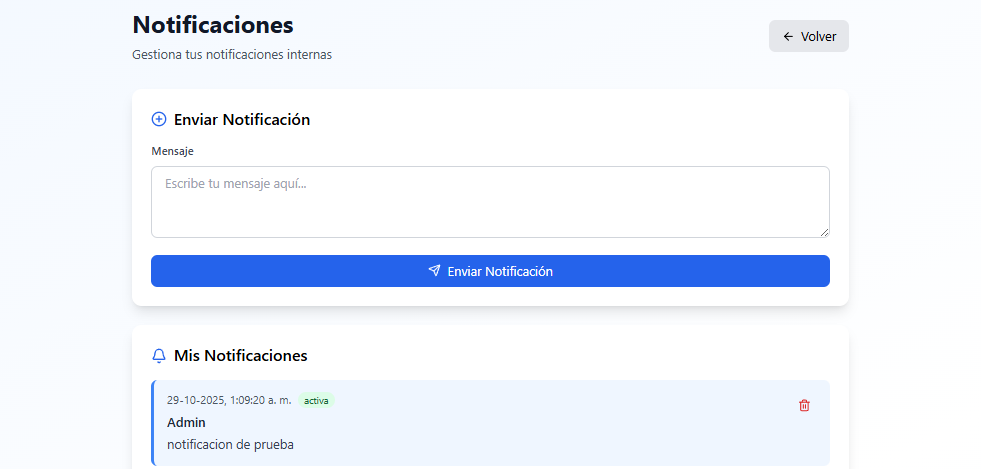 Notificaciones
Gestiona tus notificaciones internas
Volver
Enviar Notificación
Mensaje
Escribe tu mensaje aquí...
Enviar Notificación
Mis Notificaciones
29-10-2025, 1:09:20 a. m. activa
Admin
notificacion de prueba